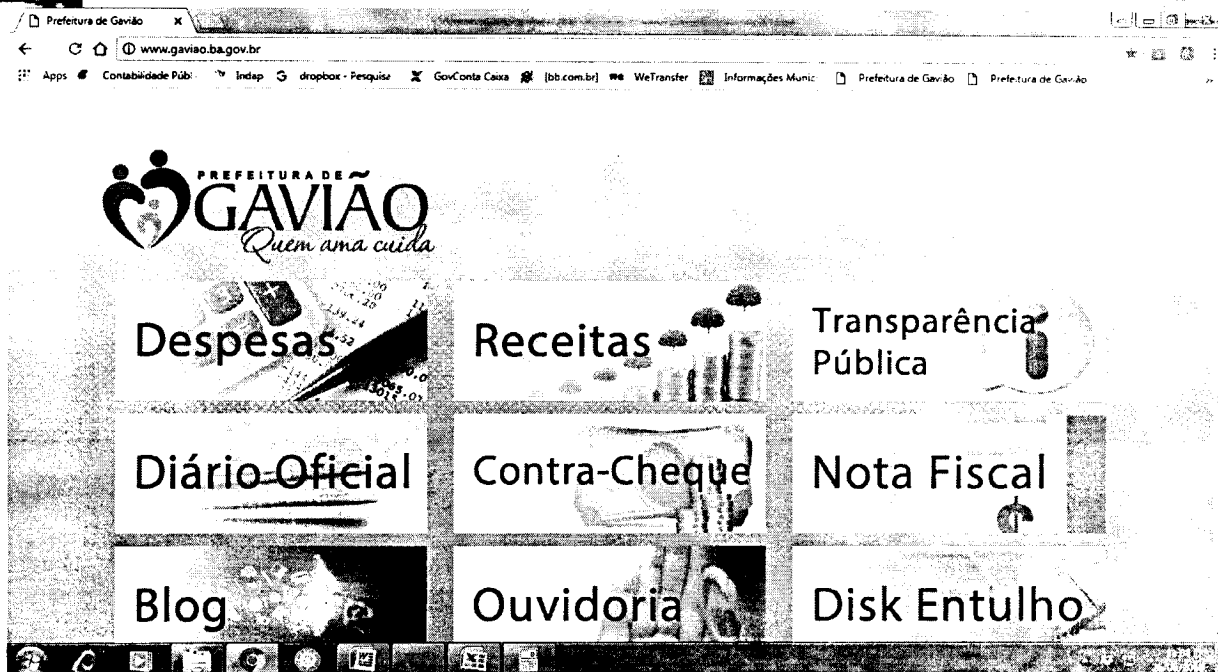 Prefeitura de Gavião
www.gaviao.ba.gov.br
Apps Contabilidade Públ Indap dropbox - Pesquisa GovConta Caixa [bb.com.br] WeTransfer Informações Munic Prefeitura de Gavião Prefeitura de Gavião
PREFEITURA DE
GAVIÃO
Quem ama cuida
Despesas
Receitas
Transparência
Pública
Diário Oficial
Contra-Cheque
Nota Fiscal
Blog
Ouvidoria
Disk Entulho